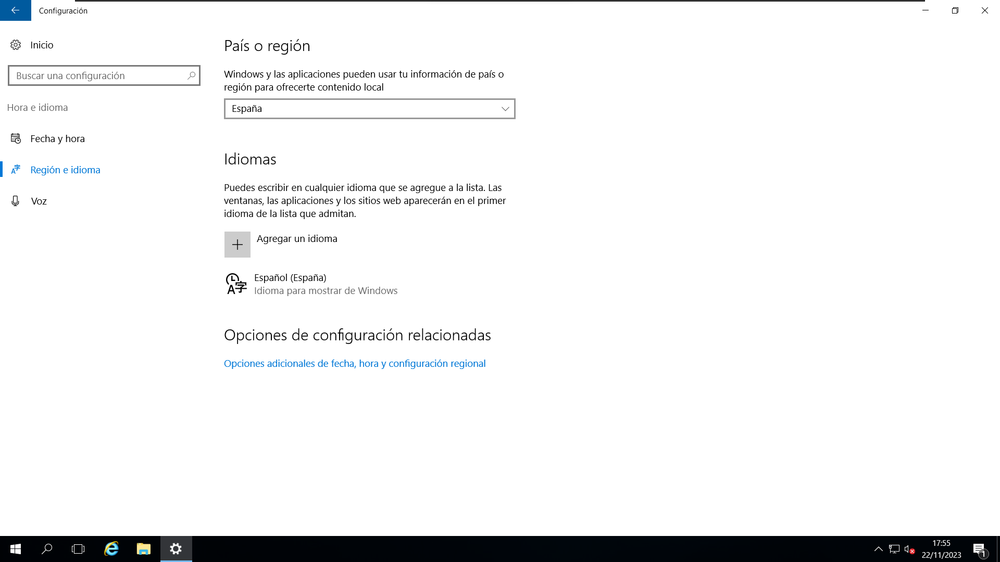 Configuración
Inicio
Buscar una configuración
Hora e idioma
Fecha y hora
Región e idioma
Voz
País o región
Windows y las aplicaciones pueden usar tu información de país o
región para ofrecerte contenido local
España
Idiomas
Puedes escribir en cualquier idioma que se agregue a la lista. Las
ventanas, las aplicaciones y los sitios web aparecerán en el primer
idioma de la lista que admitan.
Agregar un idioma
Español (España)
Idioma para mostrar de Windows
Opciones de configuración relacionadas
Opciones adicionales de fecha, hora y configuración regional
17:55
22/11/2023
1